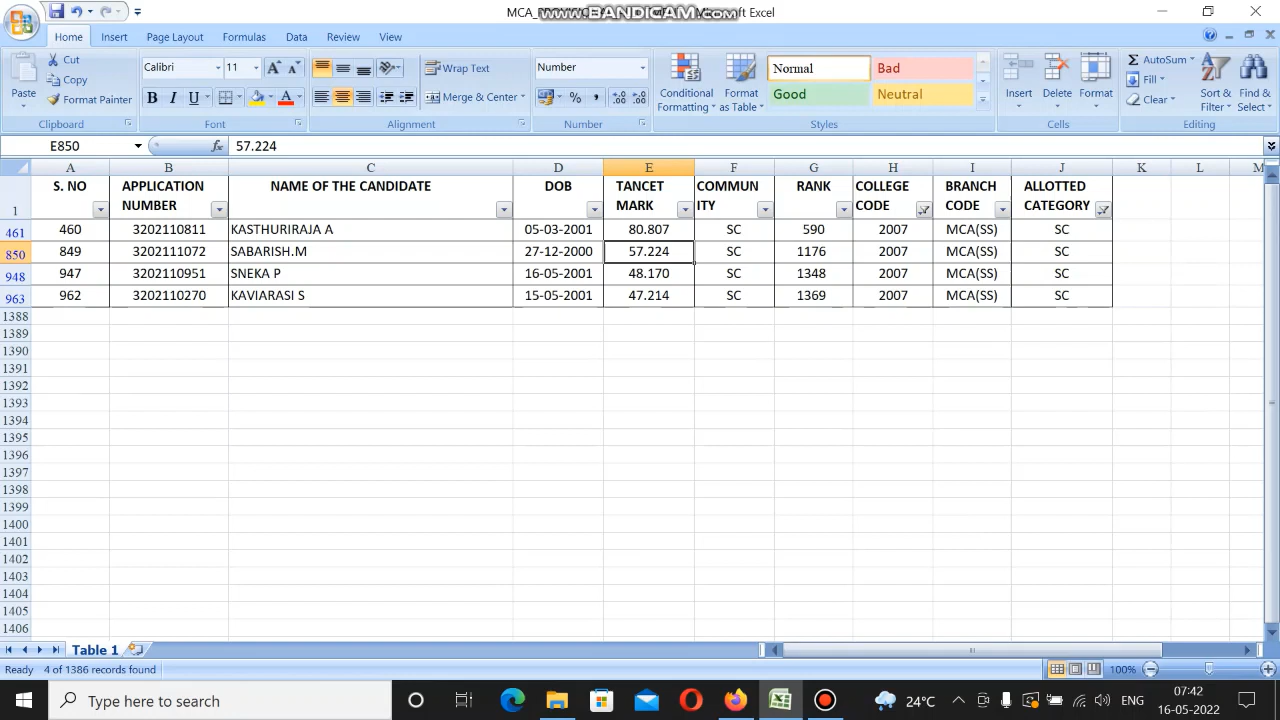 MCA_
www.BANDICAM.com
Microsoft Excel
Home Insert Page Layout Formulas Data Review View
Paste
Cut
Copy
Format Painter
Clipboard
Calibri 11
B I U A
Font
Wrap Text
Merge & Center
Alignment
Number
% ,
Number
Conditional Formatting
Format as Table
Normal Bad
Good Neutral
Styles
Insert Delete Format
Cells
Σ AutoSum
Fill
Clear
Sort & Filter
Find & Select
Editing
E850 fx 57.224
A B C D E F G H I J K L M
1 S. NO APPLICATION NUMBER NAME OF THE CANDIDATE DOB TANCET MARK COMMUN ITY RANK COLLEGE CODE BRANCH CODE ALLOTTED CATEGORY
461 460 3202110811 KASTHURIRAJA A 05-03-2001 80.807 SC 590 2007 MCA(SS) SC
850 849 3202111072 SABARISH.M 27-12-2000 57.224 SC 1176 2007 MCA(SS) SC
948 947 3202110951 SNEKA P 16-05-2001 48.170 SC 1348 2007 MCA(SS) SC
963 962 3202110270 KAVIARASI S 15-05-2001 47.214 SC 1369 2007 MCA(SS) SC
1388
1389
1390
1391
1392
1393
1394
1395
1396
1397
1398
1399
1400
1401
1402
1403
1404
1405
1406
Table 1
Ready 4 of 1386 records found 100%
Type here to search
24°C ENG 07:42
16-05-2022